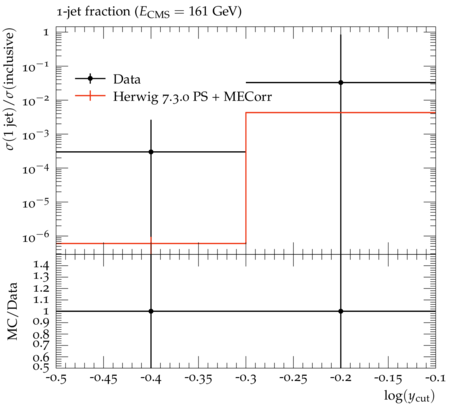 1-jet fraction (E_CMS = 161 GeV)
σ(1 jet)/σ(inclusive)
1
10⁻¹
10⁻²
10⁻³
10⁻⁴
10⁻⁵
10⁻⁶
Data
Herwig 7.3.0 PS + MECorr
MC/Data
1.4
1.3
1.2
1.1
1
0.9
0.8
0.7
0.6
0.5
-0.5 -0.45 -0.4 -0.35 -0.3 -0.25 -0.2 -0.15 -0.1
log(y_cut)